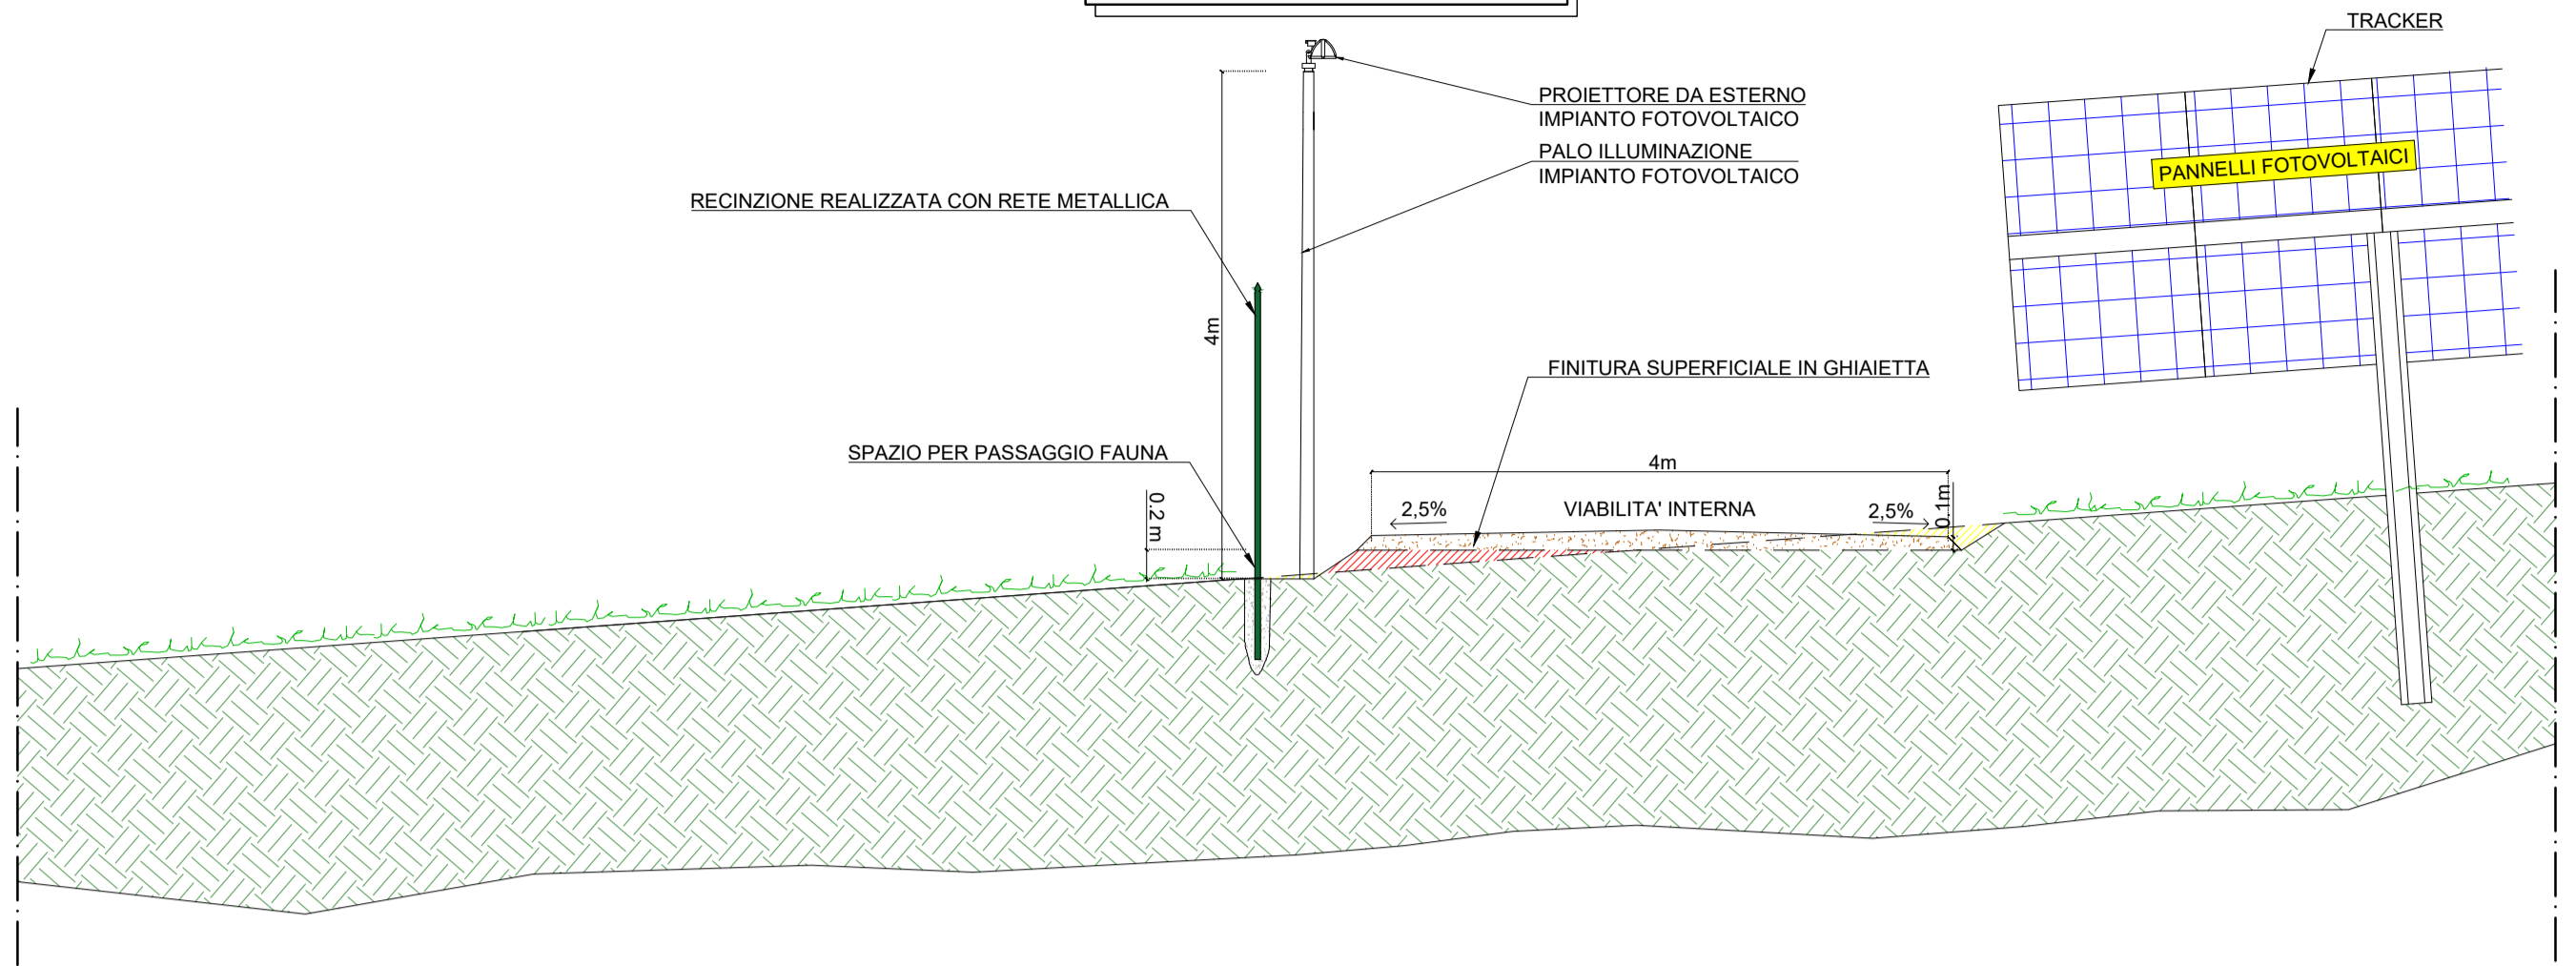 TRACKER
PROIETTORE DA ESTERNO
IMPIANTO FOTOVOLTAICO
PALO ILLUMINAZIONE
IMPIANTO FOTOVOLTAICO
PANNELLI FOTOVOLTAICI
RECINZIONE REALIZZATA CON RETE METALLICA
4m
FINITURA SUPERFICIALE IN GHIAIETTA
SPAZIO PER PASSAGGIO FAUNA
4m
0.2 m
2,5%
VIABILITA' INTERNA
2,5%
0.1m